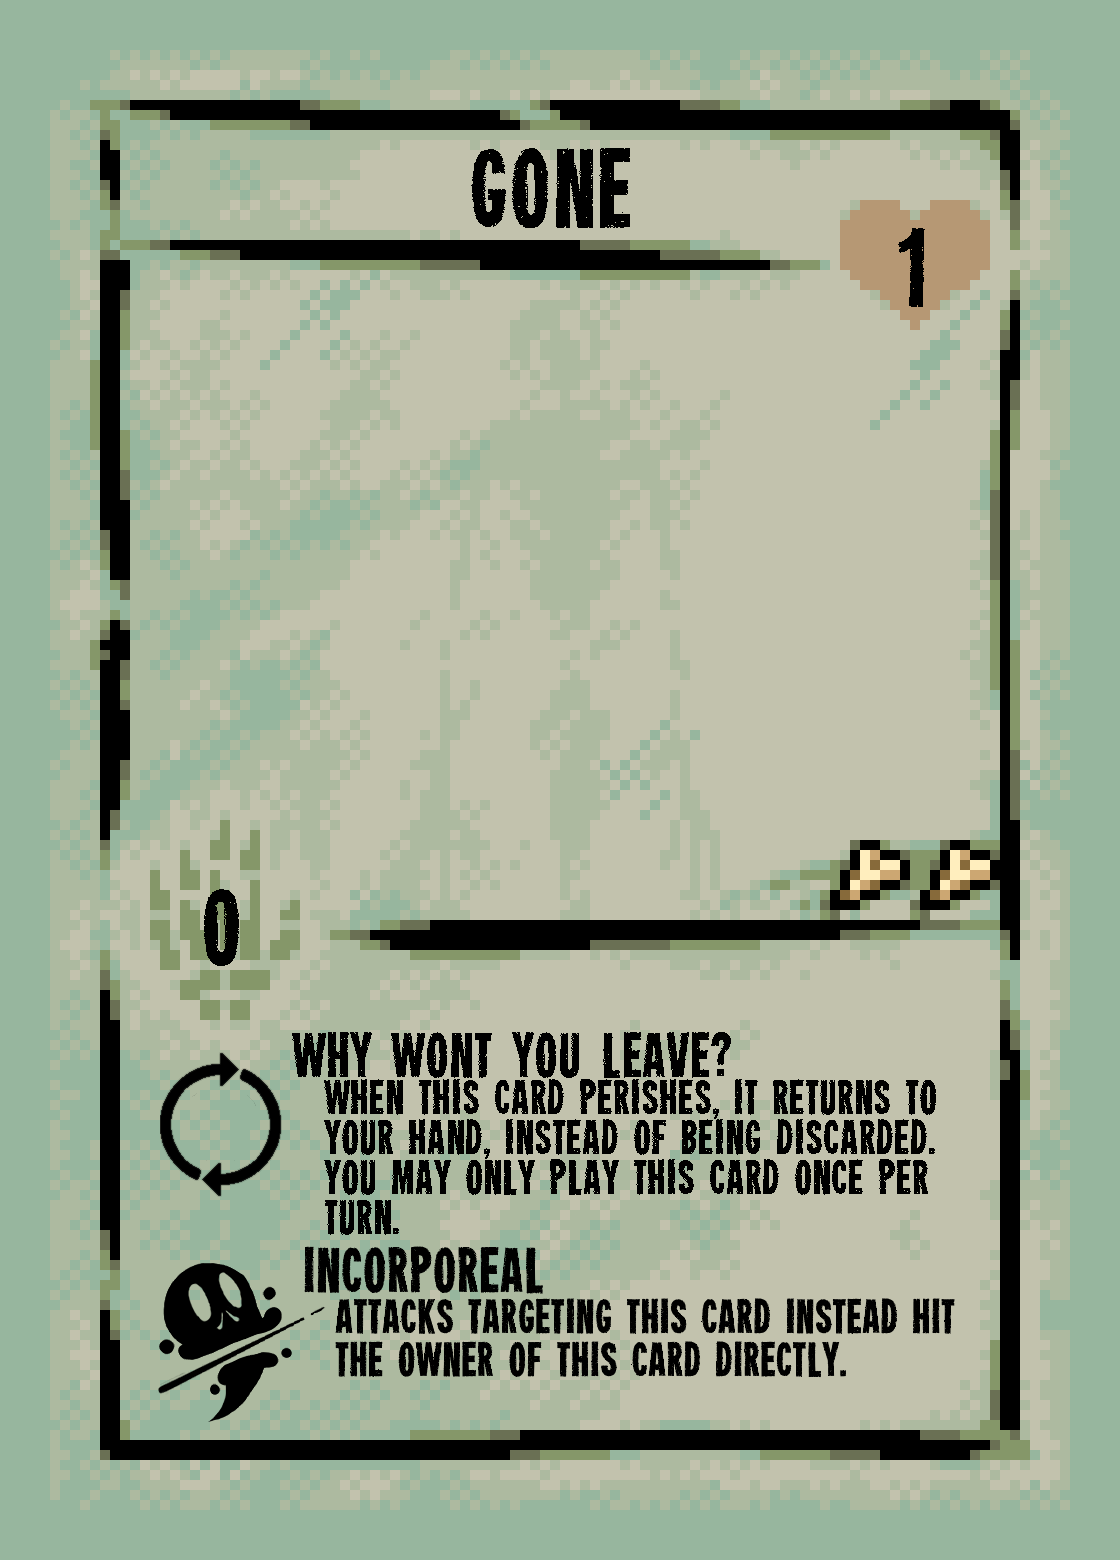 GONE
1
0
WHY WONT YOU LEAVE?
WHEN THIS CARD PERISHES, IT RETURNS TO
YOUR HAND, INSTEAD OF BEING DISCARDED.
YOU MAY ONLY PLAY THIS CARD ONCE PER
TURN.
INCORPOREAL
ATTACKS TARGETING THIS CARD INSTEAD HIT
THE OWNER OF THIS CARD DIRECTLY.